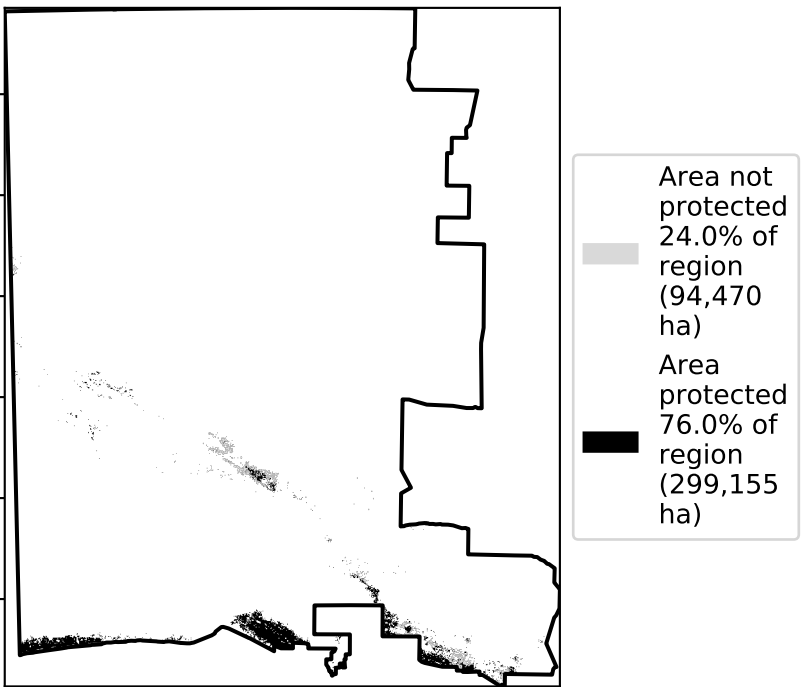 Area not
protected
24.0% of
region
(94,470
ha)
Area
protected
76.0% of
region
(299,155
ha)